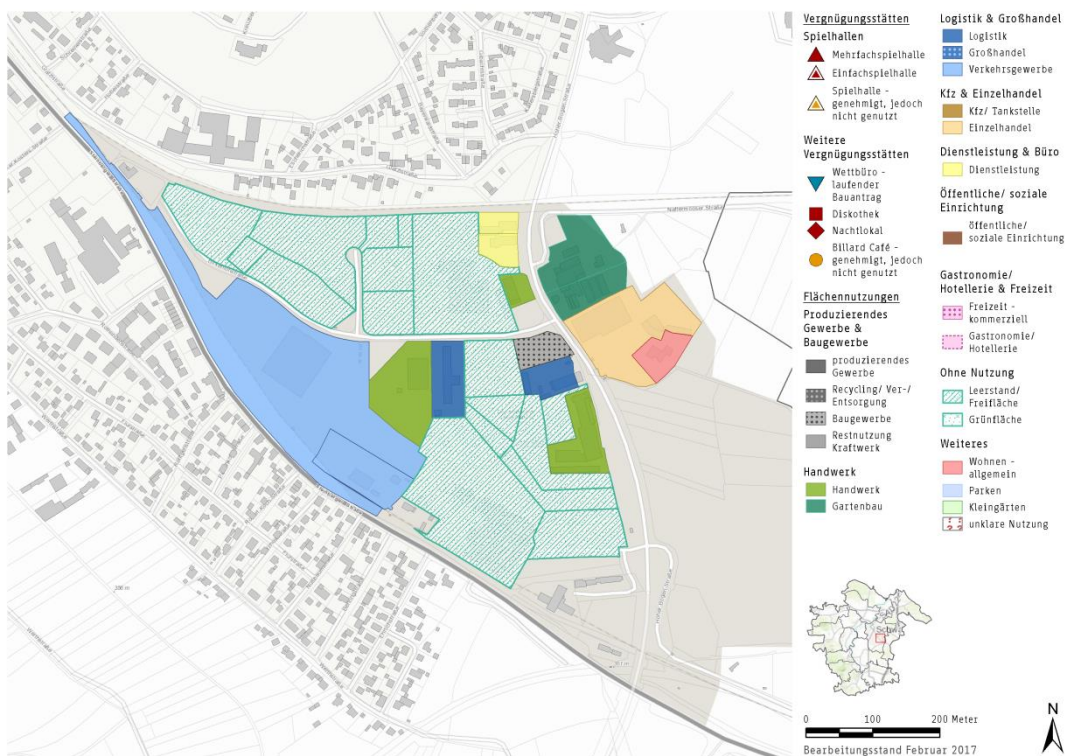 Vergnügungsstätten
Spielhallen
Mehrfachspielhalle
Einfachspielhalle
Spielhalle -
genehmigt, jedoch
nicht genutzt
Weitere
Vergnügungsstätten
Wettbüro -
laufender
Bauantrag
Diskothek
Nachtlokal
Billard Café -
genehmigt, jedoch
nicht genutzt
Flächennutzungen
Produzierendes
Gewerbe &
Baugewerbe
produzierendes
Gewerbe
Recycling/ Ver-/
Entsorgung
Baugewerbe
Restnutzung
Kraftwerk
Handwerk
Handwerk
Gartenbau
Logistik & Großhandel
Logistik
Großhandel
Verkehrsgewerbe
Kfz & Einzelhandel
Kfz/ Tankstelle
Einzelhandel
Dienstleistung & Büro
Dienstleistung
Öffentliche/ soziale
Einrichtung
öffentliche/
soziale Einrichtung
Gastronomie/
Hotellerie & Freizeit
Freizeit -
kommerziell
Gastronomie/
Hotellerie
Ohne Nutzung
Leerstand/
Freifläche
Grünfläche
Weiteres
Wohnen -
allgemein
Parken
Kleingärten
unklare Nutzung
0 100 200 Meter
Bearbeitungsstand Februar 2017
N